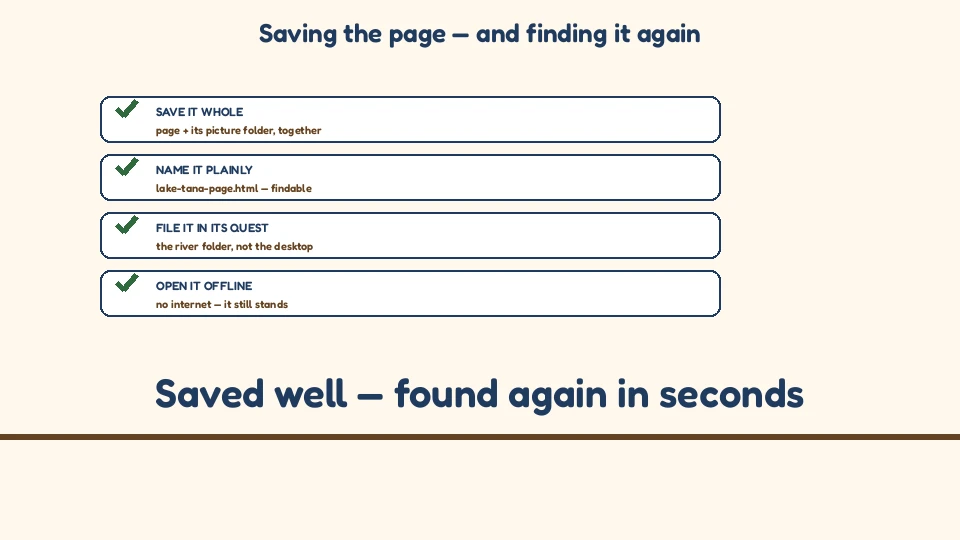 Saving the page — and finding it again
SAVE IT WHOLE
page + its picture folder, together
NAME IT PLAINLY
lake-tana-page.html — findable
FILE IT IN ITS QUEST
the river folder, not the desktop
OPEN IT OFFLINE
no internet — it still stands
Saved well — found again in seconds